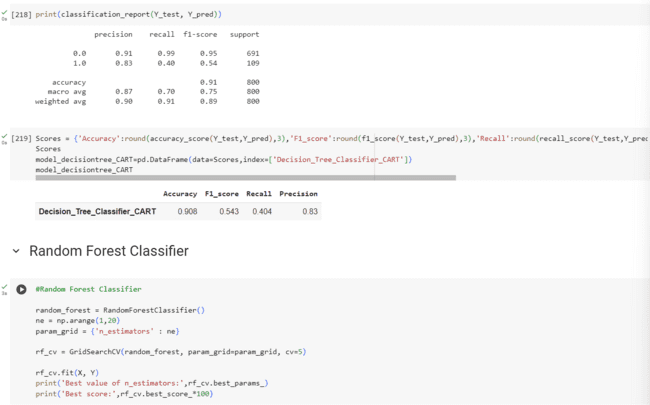 [218] print(classification_report(Y_test, Y_pred))
precision recall f1-score support
0.0 0.91 0.99 0.95 691
1.0 0.83 0.40 0.54 109
accuracy 0.91 800
macro avg 0.87 0.70 0.75 800
weighted avg 0.90 0.91 0.89 800
[219] Scores = {'Accuracy':round(accuracy_score(Y_test,Y_pred),3),'F1_score':round(f1_score(Y_test,Y_pred),3),'Recall':round(recall_score(Y_test,Y_prec
Scores
model_decisiontree_CART=pd.DataFrame(data=Scores,index=['Decision_Tree_Classifier_CART'])
model_decisiontree_CART
Accuracy F1_score Recall Precision
Decision_Tree_Classifier_CART 0.908 0.543 0.404 0.83
Random Forest Classifier
#Random Forest Classifier
random_forest = RandomForestClassifier()
ne = np.arange(1,20)
param_grid = {'n_estimators' : ne}
rf_cv = GridSearchCV(random_forest, param_grid=param_grid, cv=5)
rf_cv.fit(X, Y)
print('Best value of n_estimators:',rf_cv.best_params_)
print('Best score:',rf_cv.best_score_*100)